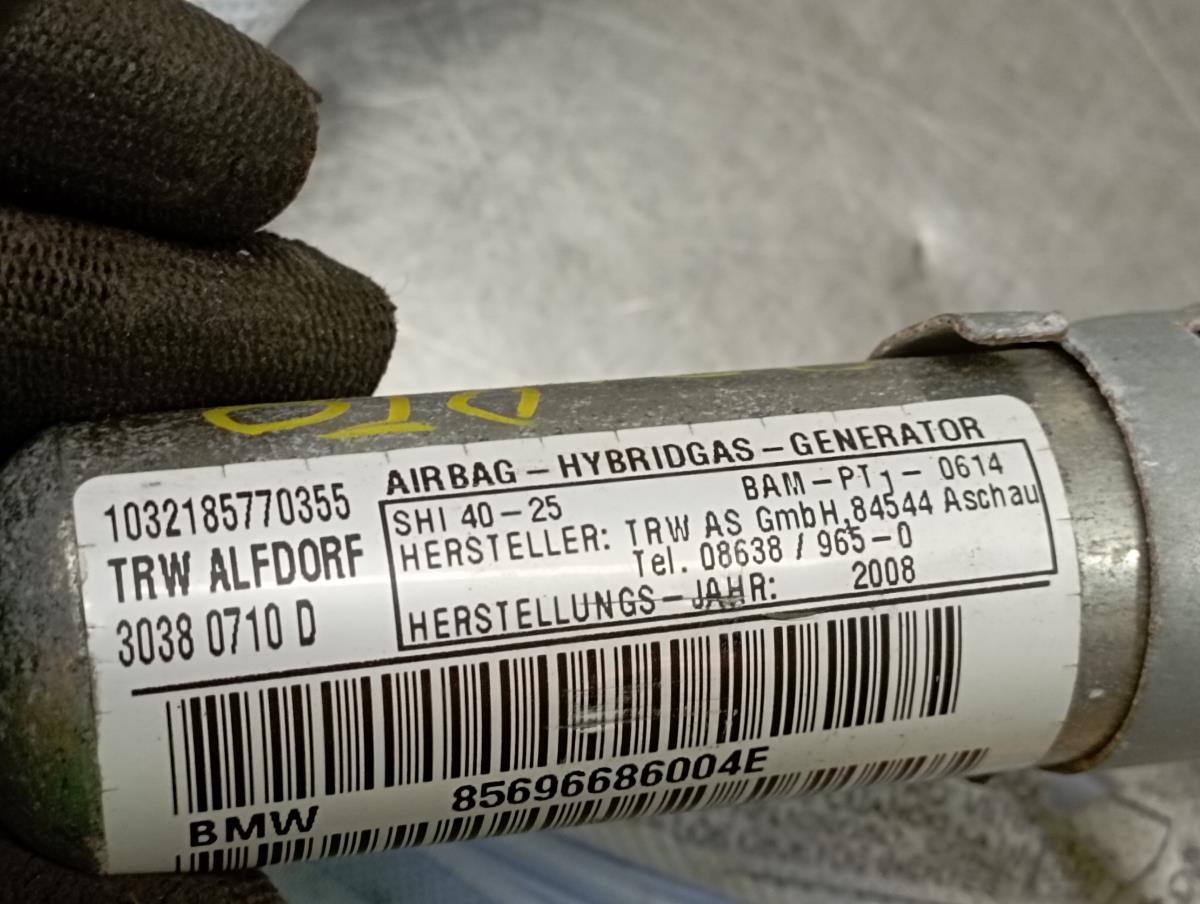 1032185770355
TRW ALFDORF
3038 0710 D
AIRBAG – HYBRIDGAS – GENERATOR
SHI 40 – 25 BAM – PT1 – 0614
HERSTELLER: TRW AS GmbH, 84544 Aschau
Tel. 08638 / 965 – 0
HERSTELLUNGS – JAHR: 2008
85696686004E
BMW